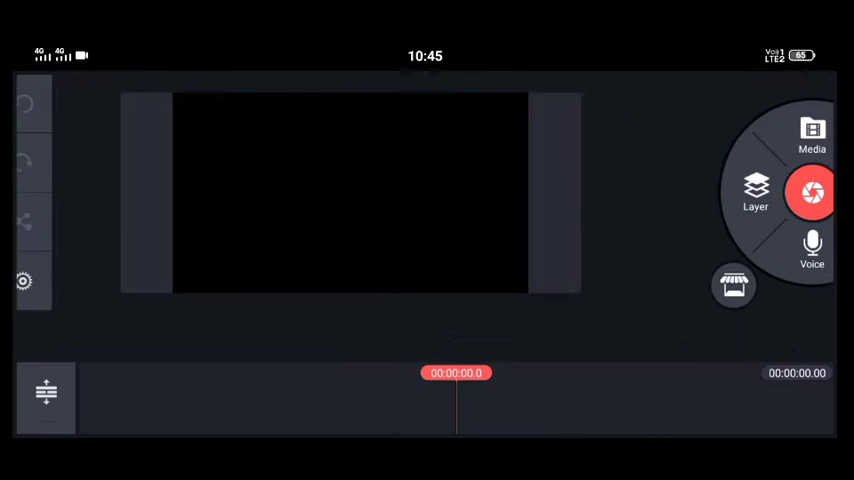 4G 4G
10:45
Vo))1
LTE2
65
Media
Layer
Voice
00:00:00.0
00:00:00.00